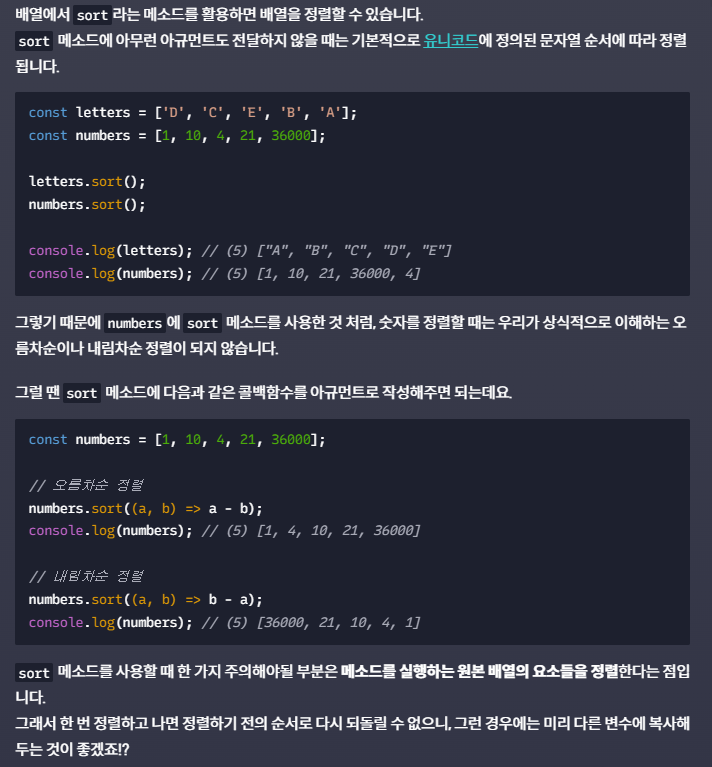 배열에서 sort라는 메소드를 활용하면 배열을 정렬할 수 있습니다.
sort 메소드에 아무런 아규먼트도 전달하지 않을 때는 기본적으로 유니코드에 정의된 문자열 순서에 따라 정렬
됩니다.
const letters = ['D', 'C', 'E', 'B', 'A'];
const numbers = [1, 10, 4, 21, 36000];
letters.sort();
numbers.sort();
console.log(letters); // (5) ["A", "B", "C", "D", "E"]
console.log(numbers); // (5) [1, 10, 21, 36000, 4]
그렇기 때문에 numbers에 sort 메소드를 사용한 것 처럼, 숫자를 정렬할 때는 우리가 상식적으로 이해하는 오
름차순이나 내림차순 정렬이 되지 않습니다.
그럴 땐 sort 메소드에 다음과 같은 콜백함수를 아규먼트로 작성해주면 되는데요.
const numbers = [1, 10, 4, 21, 36000];
// 오름차순 정렬
numbers.sort((a, b) => a - b);
console.log(numbers); // (5) [1, 4, 10, 21, 36000]
// 내림차순 정렬
numbers.sort((a, b) => b - a);
console.log(numbers); // (5) [36000, 21, 10, 4, 1]
sort 메소드를 사용할 때 한 가지 주의해야될 부분은 메소드를 실행하는 원본 배열의 요소들을 정렬한다는 점입
니다.
그래서 한 번 정렬하고 나면 정렬하기 전의 순서로 다시 되돌릴 수 없으니, 그런 경우에는 미리 다른 변수에 복사해
두는 것이 좋겠죠!?